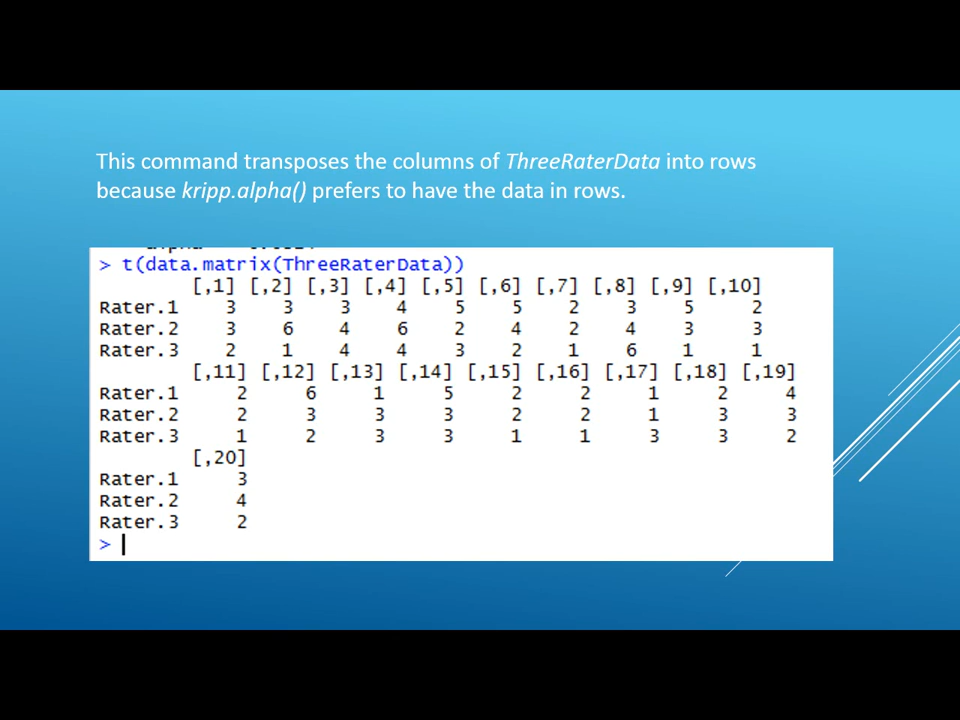 This command transposes the columns of ThreeRaterData into rows
because kripp.alpha() prefers to have the data in rows.
> t(data.matrix(ThreeRaterData))
[,1] [,2] [,3] [,4] [,5] [,6] [,7] [,8] [,9] [,10]
Rater.1 3 3 3 4 5 5 2 3 5 2
Rater.2 3 6 4 6 2 4 2 4 3 3
Rater.3 2 1 4 4 3 2 1 6 1 1
[,11] [,12] [,13] [,14] [,15] [,16] [,17] [,18] [,19]
Rater.1 2 6 1 5 2 2 1 2 4
Rater.2 2 3 3 3 2 2 1 3 3
Rater.3 1 2 3 3 1 1 3 3 2
[,20]
Rater.1 3
Rater.2 4
Rater.3 2
>